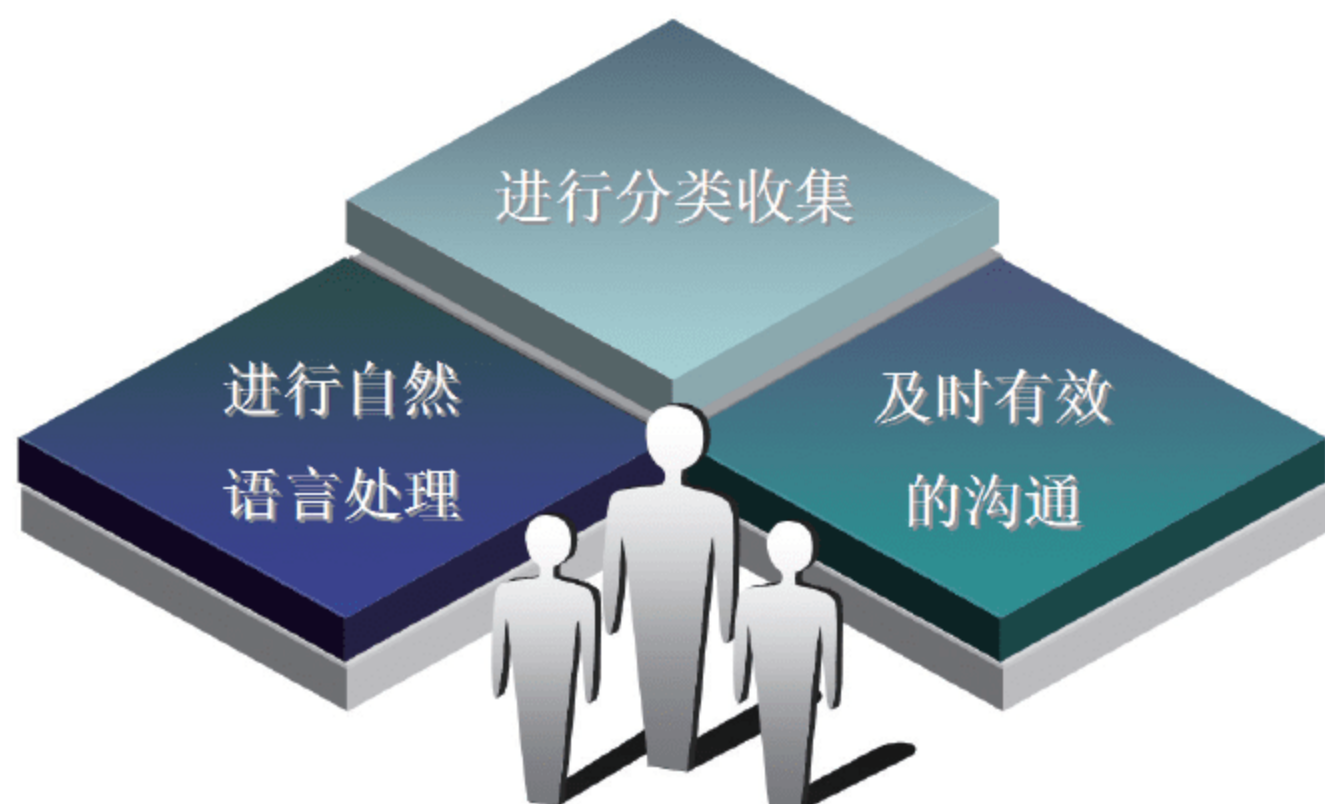 进行分类收集
进行自然
语言处理
及时有效
的沟通